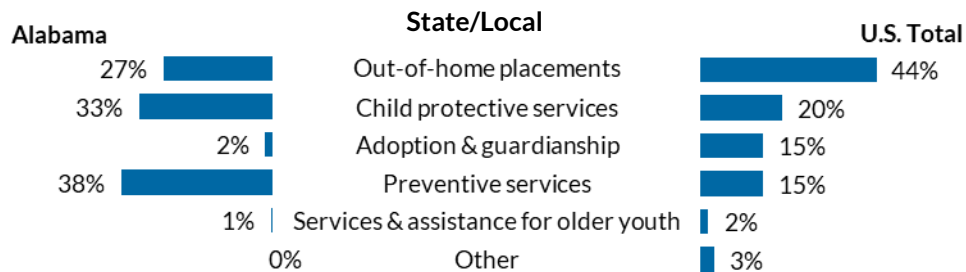 State/Local
Alabama U.S. Total
27% Out-of-home placements 44%
33% Child protective services 20%
2% Adoption & guardianship 15%
38% Preventive services 15%
1% Services & assistance for older youth 2%
0% Other 3%